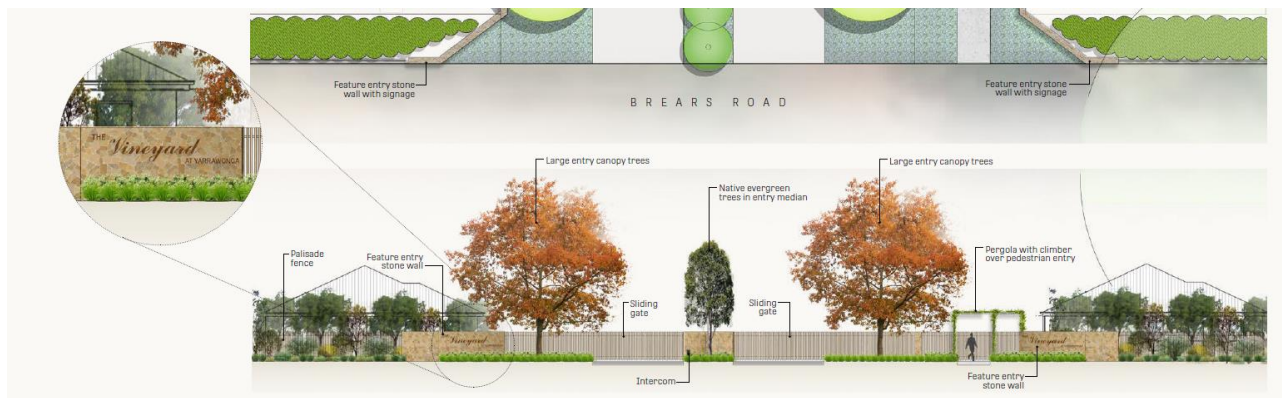 Feature entry stone
wall with signage
Feature entry stone
wall with signage
BREARS ROAD
THE
Vineyard
AT YARRAWONGA
Large entry canopy trees
Large entry canopy trees
Native evergreen
trees in entry median
Palisade
fence
Feature entry
stone wall
Pergola with climber
over pedestrian entry
Sliding
gate
Sliding
gate
Vineyard
Vineyard
Intercom
Feature entry
stone wall